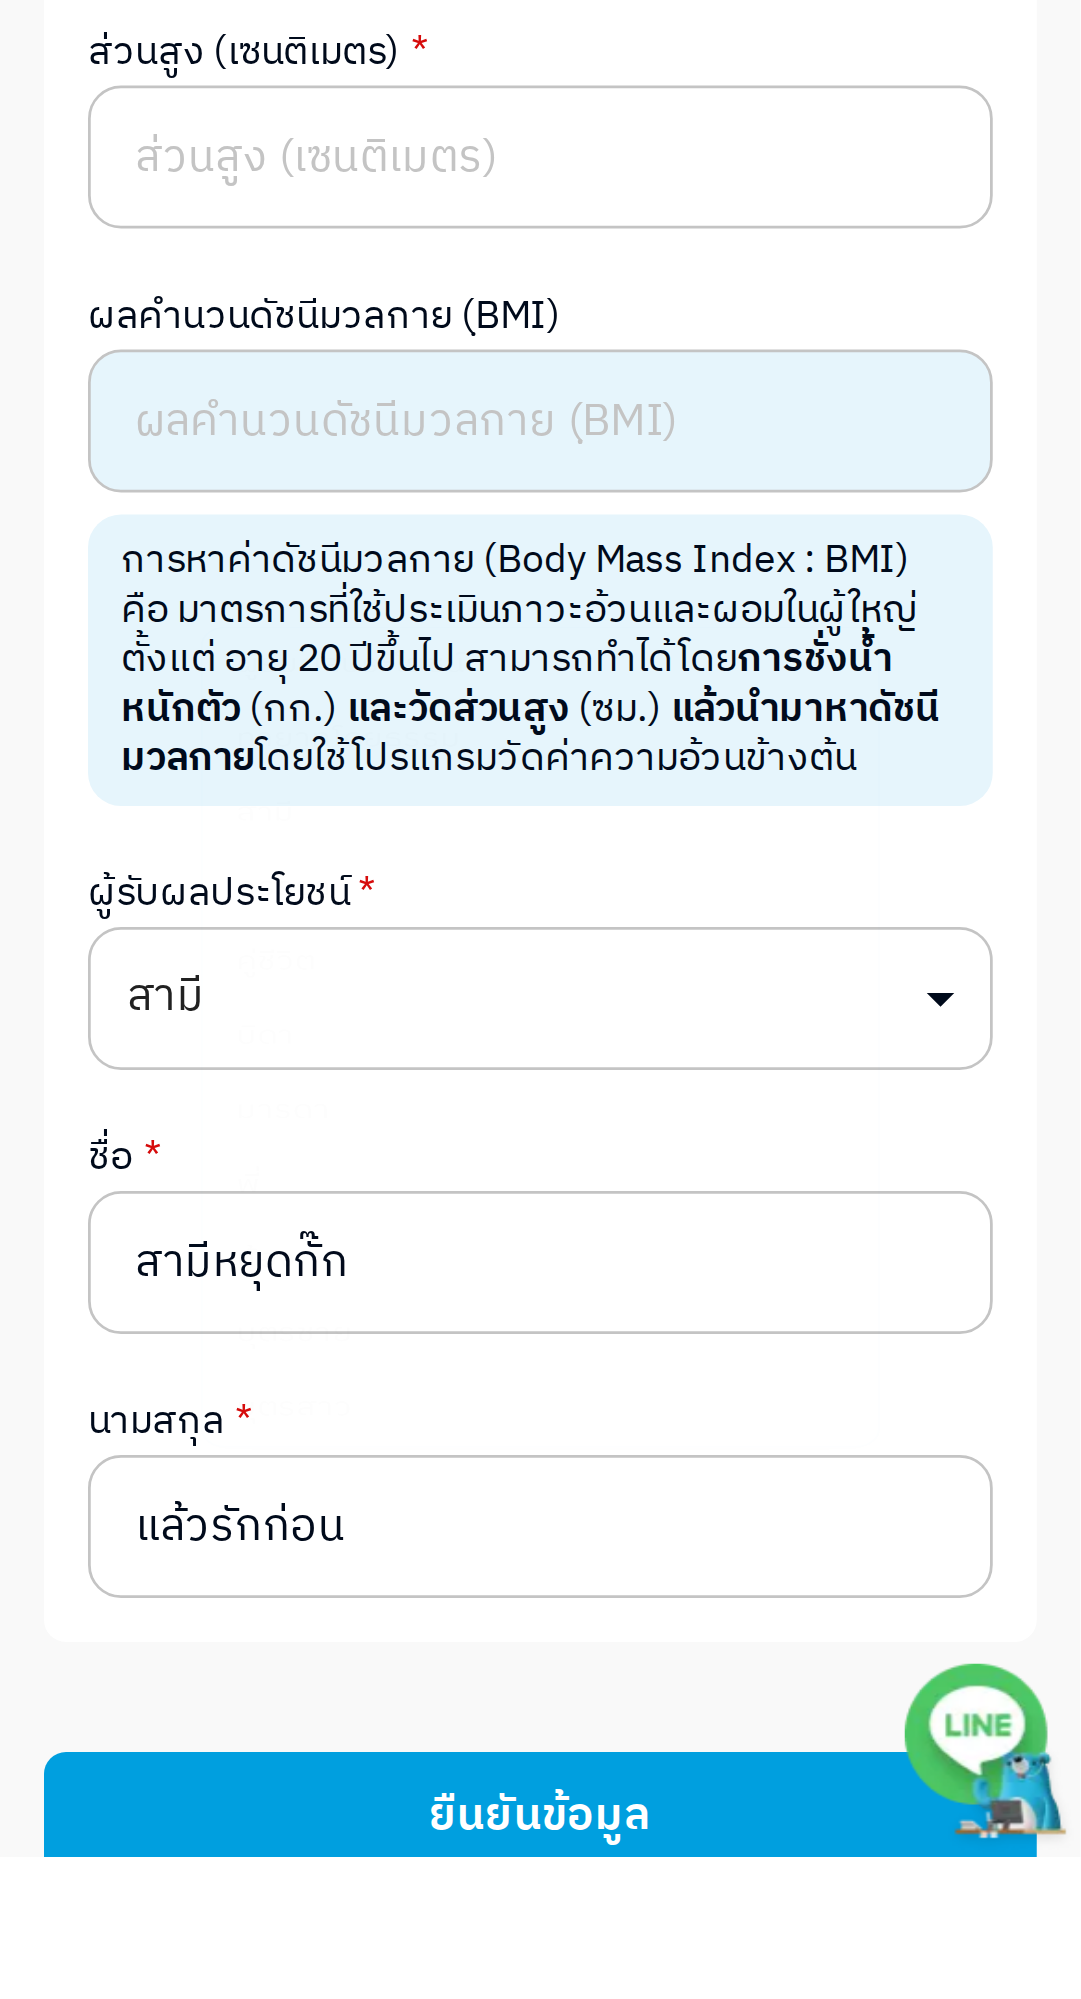 ส่วนสูง (เซนติเมตร) *
ส่วนสูง (เซนติเมตร)
ผลคำนวนดัชนีมวลกาย (BMI)
ผลคำนวนดัชนีมวลกาย (BMI)
การหาค่าดัชนีมวลกาย (Body Mass Index : BMI)
คือ มาตรการที่ใช้ประเมินภาวะอ้วนและผอมในผู้ใหญ่
ตั้งแต่ อายุ 20 ปีขึ้นไป สามารถทำได้โดยการชั่งน้ำ
หนักตัว (กก.) และวัดส่วนสูง (ซม.) แล้วนำมาหาดัชนี
มวลกายโดยใช้โปรแกรมวัดค่าความอ้วนข้างต้น
ผู้รับผลประโยชน์ *
สามี
ชื่อ *
สามีหยุดกั๊ก
นามสกุล *
แล้วรักก่อน
LINE
ยืนยันข้อมูล